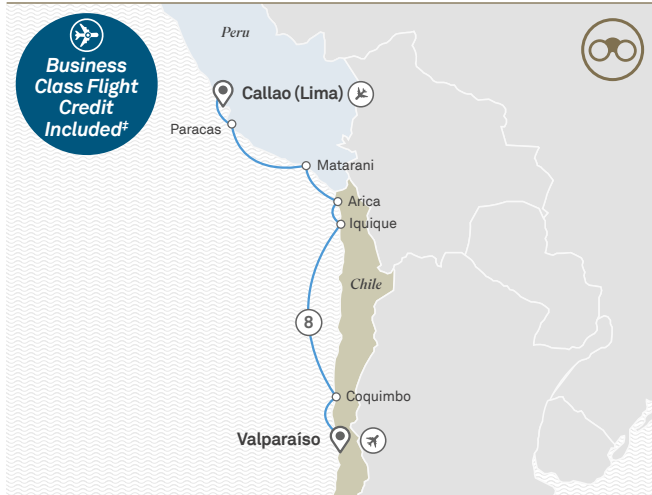 Peru
Business
Class Flight
Credit
Included‡
Callao (Lima)
Paracas
Matarani
Arica
Iquique
Chile
8
Coquimbo
Valparaíso